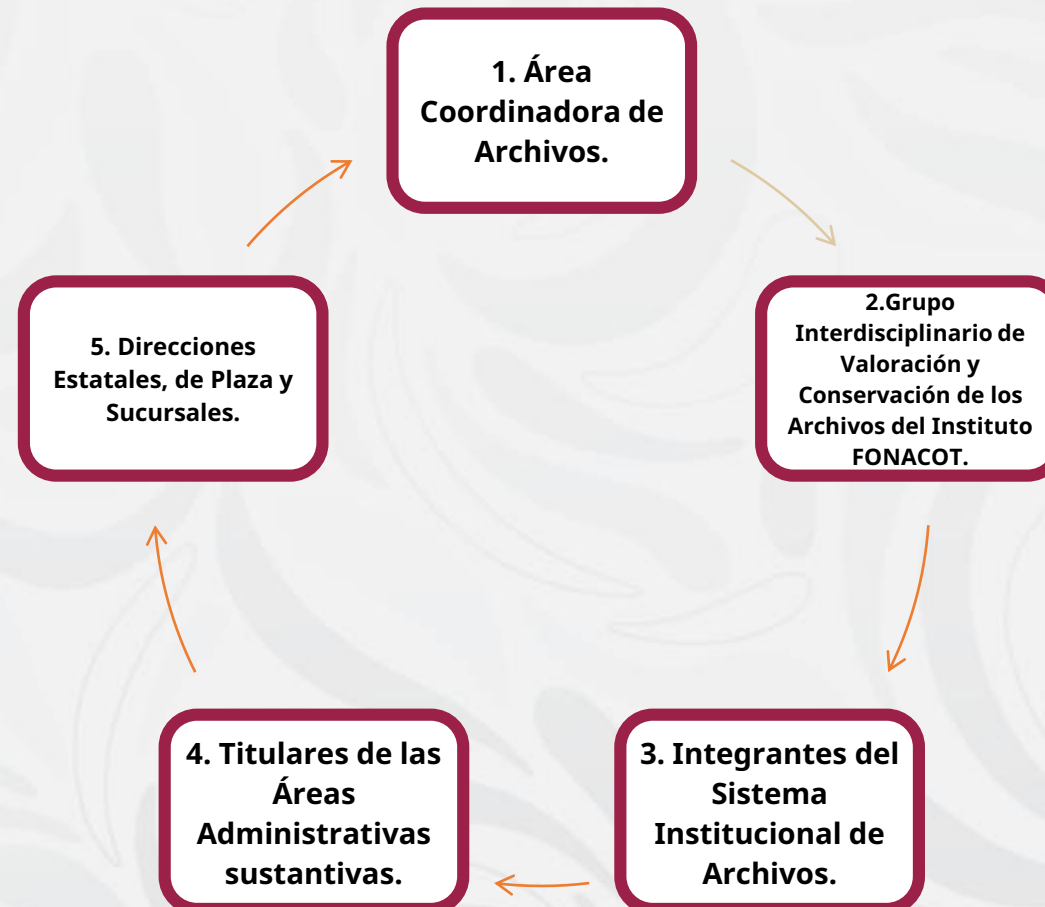 1. Área
Coordinadora de
Archivos.
2.Grupo
Interdisciplinario de
Valoración y
Conservación de los
Archivos del Instituto
FONACOT.
3. Integrantes del
Sistema
Institucional de
Archivos.
4. Titulares de las
Áreas
Administrativas
sustantivas.
5. Direcciones
Estatales, de Plaza y
Sucursales.